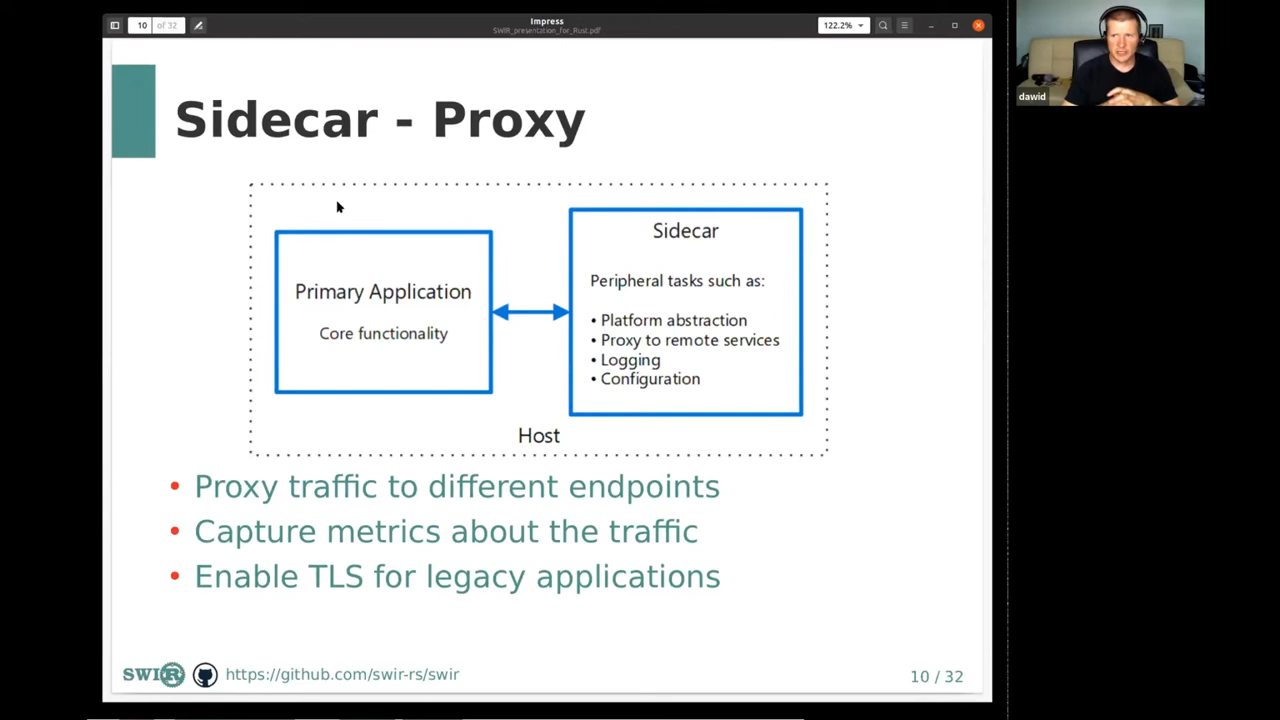 Impress
SWIR_presentation_for_Rust.pdf
10 of 32
122.2%
dawid
Sidecar - Proxy
Primary Application
Core functionality
Sidecar
Peripheral tasks such as:
• Platform abstraction
• Proxy to remote services
• Logging
• Configuration
Host
• Proxy traffic to different endpoints
• Capture metrics about the traffic
• Enable TLS for legacy applications
SWIR
https://github.com/swir-rs/swir
10 / 32